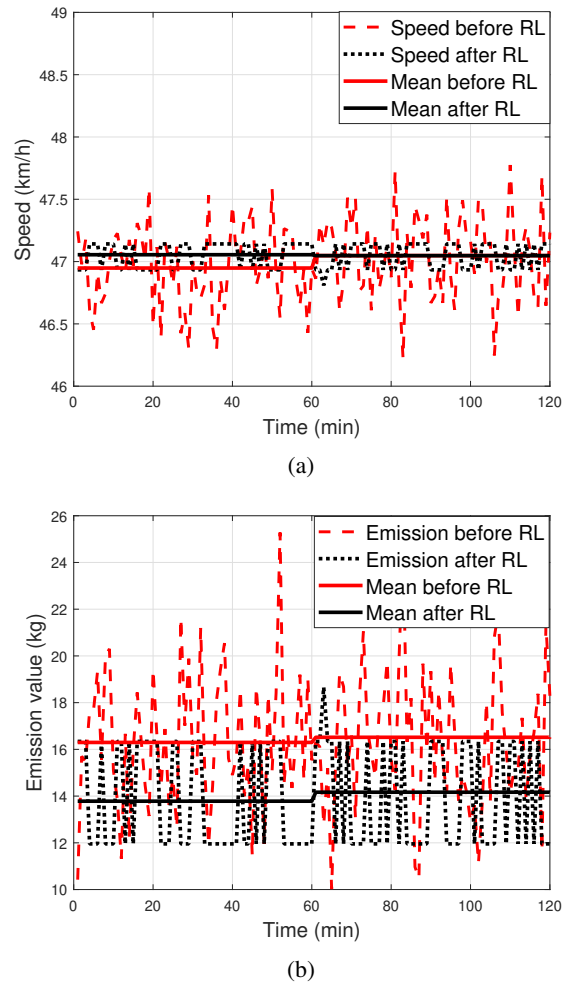 49
48.5
48
47.5
47
46.5
46
Speed (km/h)
Speed before RL
Speed after RL
Mean before RL
Mean after RL
0 20 40 60 80 100 120
Time (min)
(a)
26
24
22
20
18
16
14
12
10
Emission value (kg)
Emission before RL
Emission after RL
Mean before RL
Mean after RL
0 20 40 60 80 100 120
Time (min)
(b)